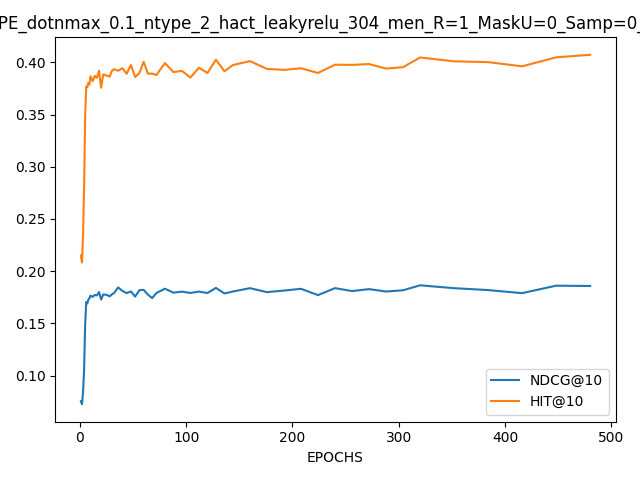 PE_dotnmax_0.1_ntype_2_hact_leakyrelu_304_men_R=1_MaskU=0_Samp=0_
0.40
0.35
0.30
0.25
0.20
0.15
0.10
NDCG@10
HIT@10
0 100 200 300 400 500
EPOCHS